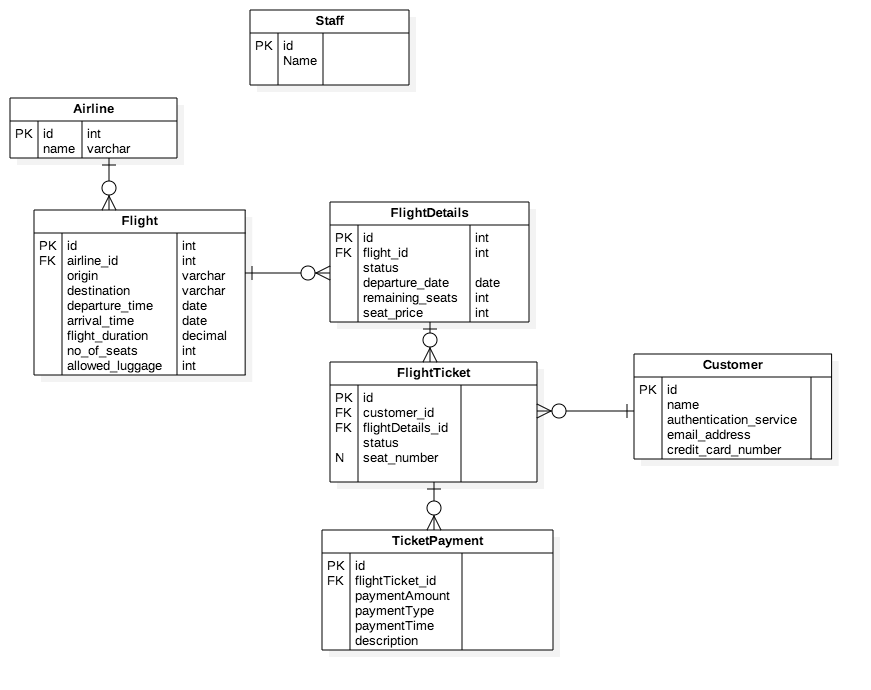 Staff
PK id
Name
Airline
PK id int
name varchar
Flight
PK id int
FK airline_id int
origin varchar
destination varchar
departure_time date
arrival_time date
flight_duration decimal
no_of_seats int
allowed_luggage int
FlightDetails
PK id int
FK flight_id int
status
departure_date date
remaining_seats int
seat_price int
FlightTicket
PK id
FK customer_id
FK flightDetails_id
status
N seat_number
Customer
PK id
name
authentication_service
email_address
credit_card_number
TicketPayment
PK id
FK flightTicket_id
paymentAmount
paymentType
paymentTime
description